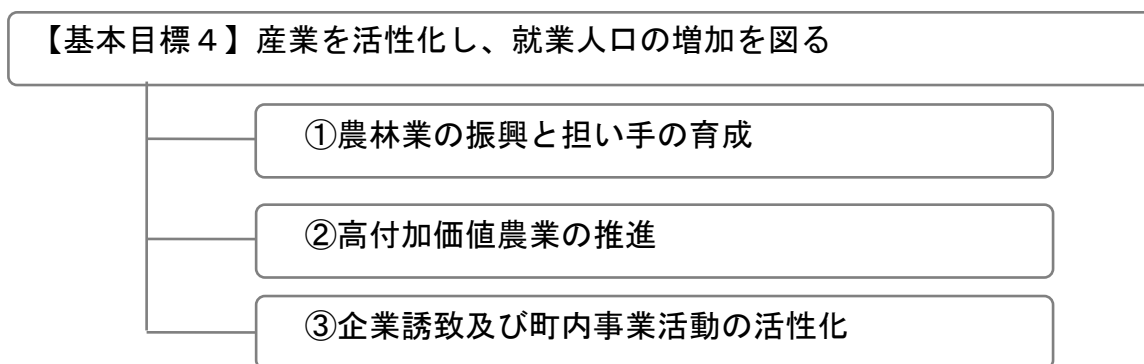 【基本目標４】産業を活性化し、就業人口の増加を図る
①農林業の振興と担い手の育成
②高付加価値農業の推進
③企業誘致及び町内事業活動の活性化